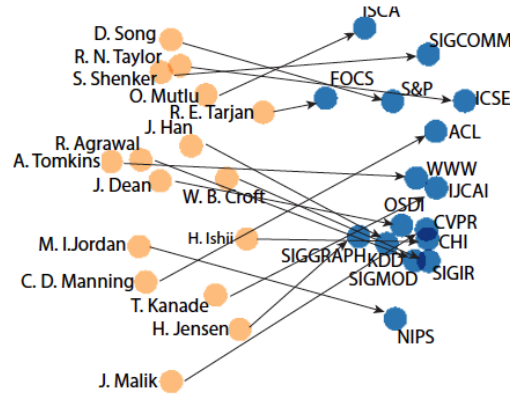 ISCA
D. Song
SIGCOMM
R. N. Taylor
S. Shenker
FOCS
S&P
ICSE
O. Mutlu
R. E. Tarjan
J. Han
ACL
R. Agrawal
A. Tomkins
WWW
J. Dean
W. B. Croft
IJCAI
OSDI
CVPR
M. I.Jordan
H. Ishii
CHI
SIGGRAPH
KDD
C. D. Manning
SIGMOD
SIGIR
T. Kanade
H. Jensen
NIPS
J. Malik